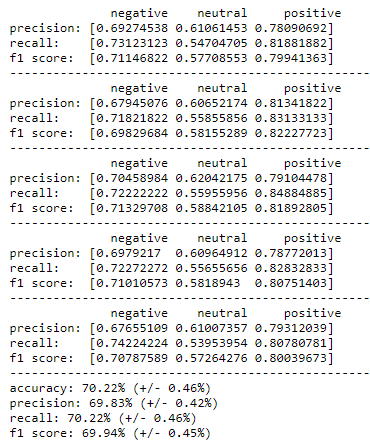 negative neutral positive
precision: [0.69274538 0.61061453 0.78090692]
recall: [0.73123123 0.54704705 0.81881882]
f1 score: [0.71146822 0.57708553 0.79941363]
------------------------------------------------
negative neutral positive
precision: [0.67945076 0.60652174 0.81341822]
recall: [0.71821822 0.55855856 0.83133133]
f1 score: [0.69829684 0.58155289 0.82227723]
------------------------------------------------
negative neutral positive
precision: [0.70458984 0.62042175 0.79104478]
recall: [0.72222222 0.55955956 0.84884885]
f1 score: [0.71329708 0.58842105 0.81892805]
------------------------------------------------
negative neutral positive
precision: [0.6979217 0.60964912 0.78772013]
recall: [0.72272272 0.55655656 0.82832833]
f1 score: [0.71010573 0.5818943 0.80751403]
------------------------------------------------
negative neutral positive
precision: [0.67655109 0.61007357 0.79312039]
recall: [0.74224224 0.53953954 0.80780781]
f1 score: [0.70787589 0.57264276 0.80039673]
------------------------------------------------
accuracy: 70.22% (+/- 0.46%)
precision: 69.83% (+/- 0.42%)
recall: 70.22% (+/- 0.46%)
f1 score: 69.94% (+/- 0.45%)